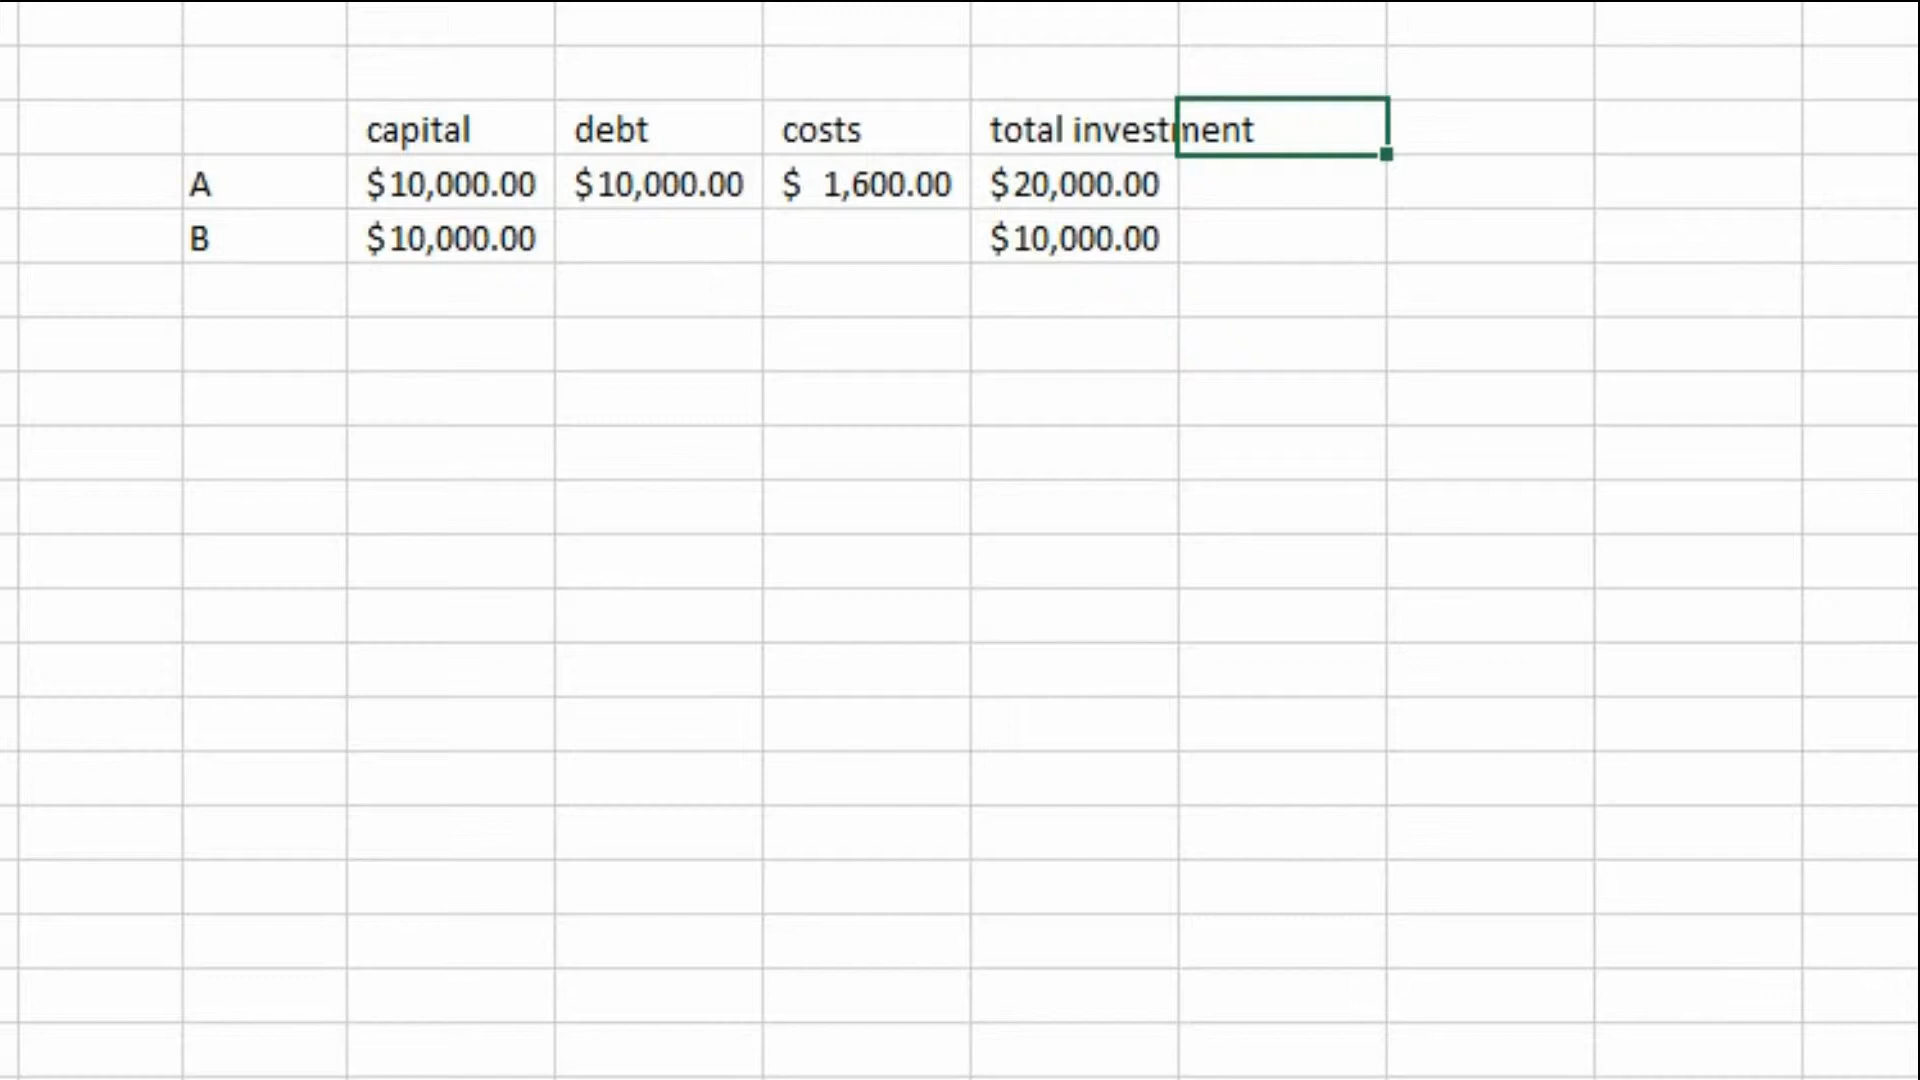 capital debt costs total investment
A $10,000.00 $10,000.00 $ 1,600.00 $20,000.00
B $10,000.00 $10,000.00